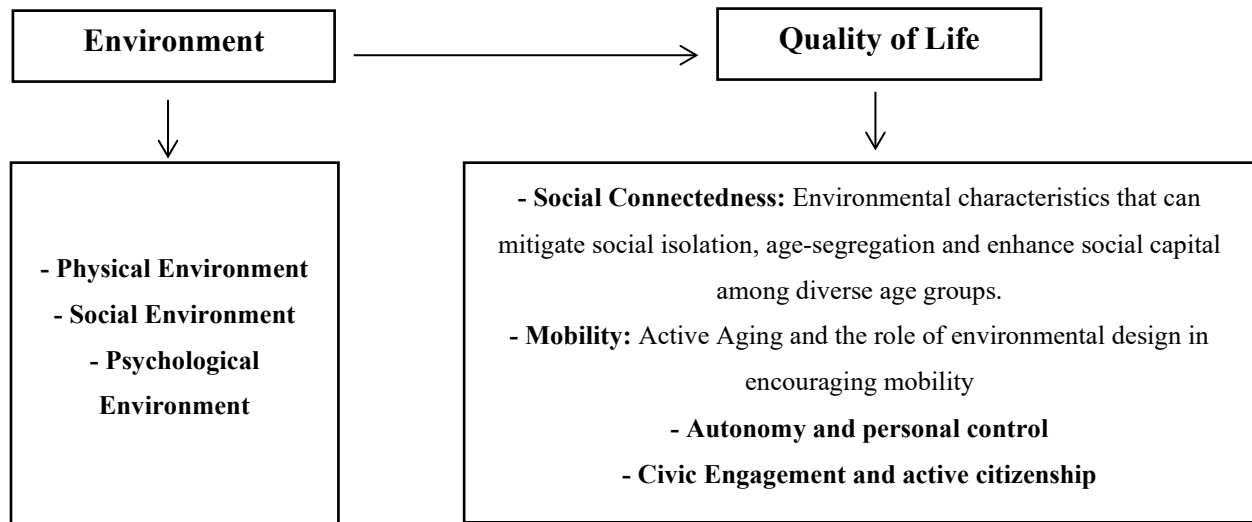 Environment
Quality of Life
- Physical Environment
- Social Environment
- Psychological
Environment
- Social Connectedness: Environmental characteristics that can
mitigate social isolation, age-segregation and enhance social capital
among diverse age groups.
- Mobility: Active Aging and the role of environmental design in
encouraging mobility
- Autonomy and personal control
- Civic Engagement and active citizenship